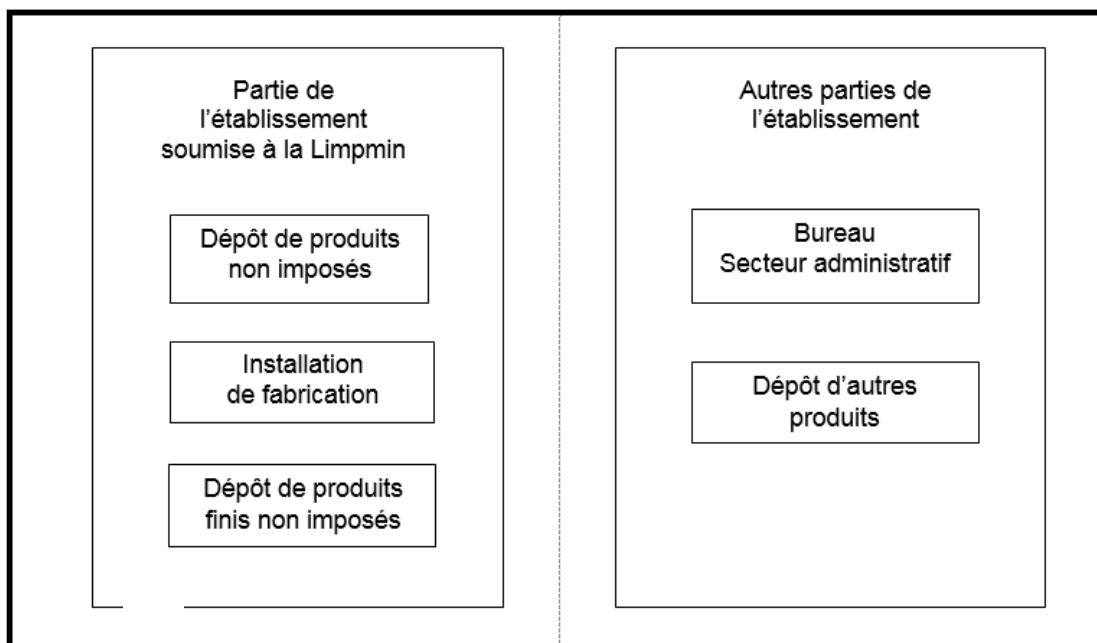 Partie de
l'établissement
soumise à la Limpmin
Dépôt de produits
non imposés
Installation
de fabrication
Dépôt de produits
finis non imposés
Autres parties de
l'établissement
Bureau
Secteur administratif
Dépôt d'autres
produits